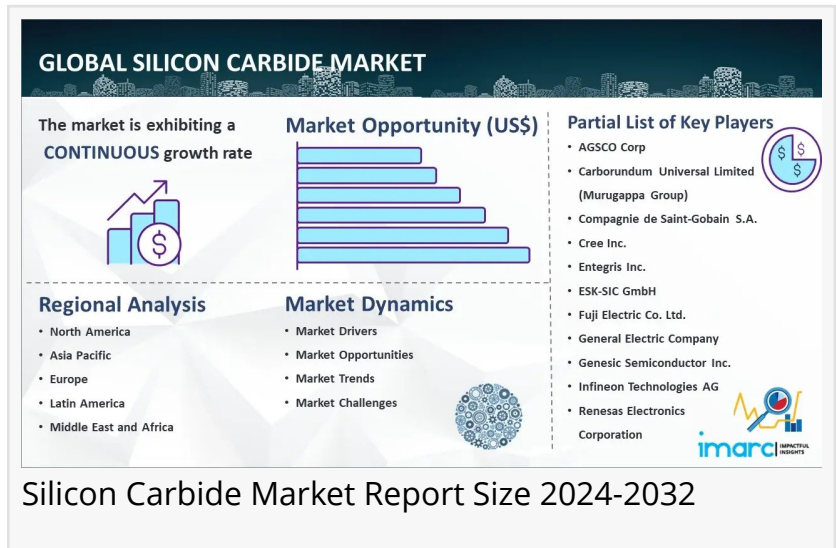 GLOBAL SILICON CARBIDE MARKET
The market is exhibiting a
CONTINUOUS growth rate
$
Market Opportunity (US$)
Regional Analysis
• North America
• Asia Pacific
• Europe
• Latin America
• Middle East and Africa
Market Dynamics
• Market Drivers
• Market Opportunities
• Market Trends
• Market Challenges
Partial List of Key Players
$ $
$
• AGSCO Corp
• Carborundum Universal Limited
(Murugappa Group)
• Compagnie de Saint-Gobain S.A.
• Cree Inc.
• Entegris Inc.
• ESK-SIC GmbH
• Fuji Electric Co. Ltd.
• General Electric Company
• Genesic Semiconductor Inc.
• Infineon Technologies AG
• Renesas Electronics
Corporation
imarc IMPACTFUL
INSIGHTS
Silicon Carbide Market Report Size 2024-2032